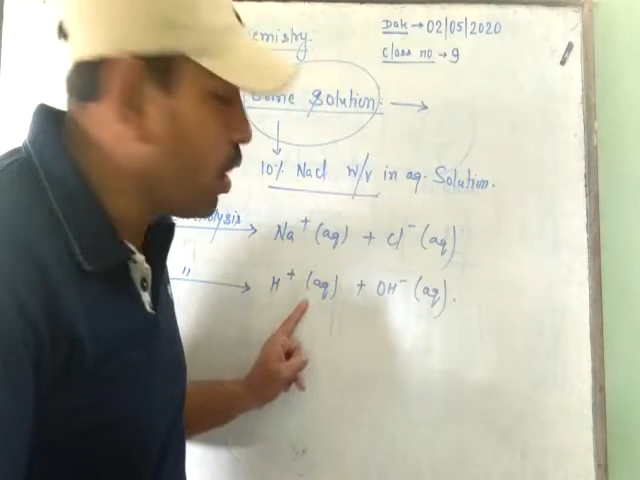 Date → 02/05/2020
Class no → 9
Solution: →
↓
10% Nacl w/v in aq. Solution.
→ Na⁺ (aq) + Cl⁻ (aq)
" → H⁺ (aq) + OH⁻ (aq).